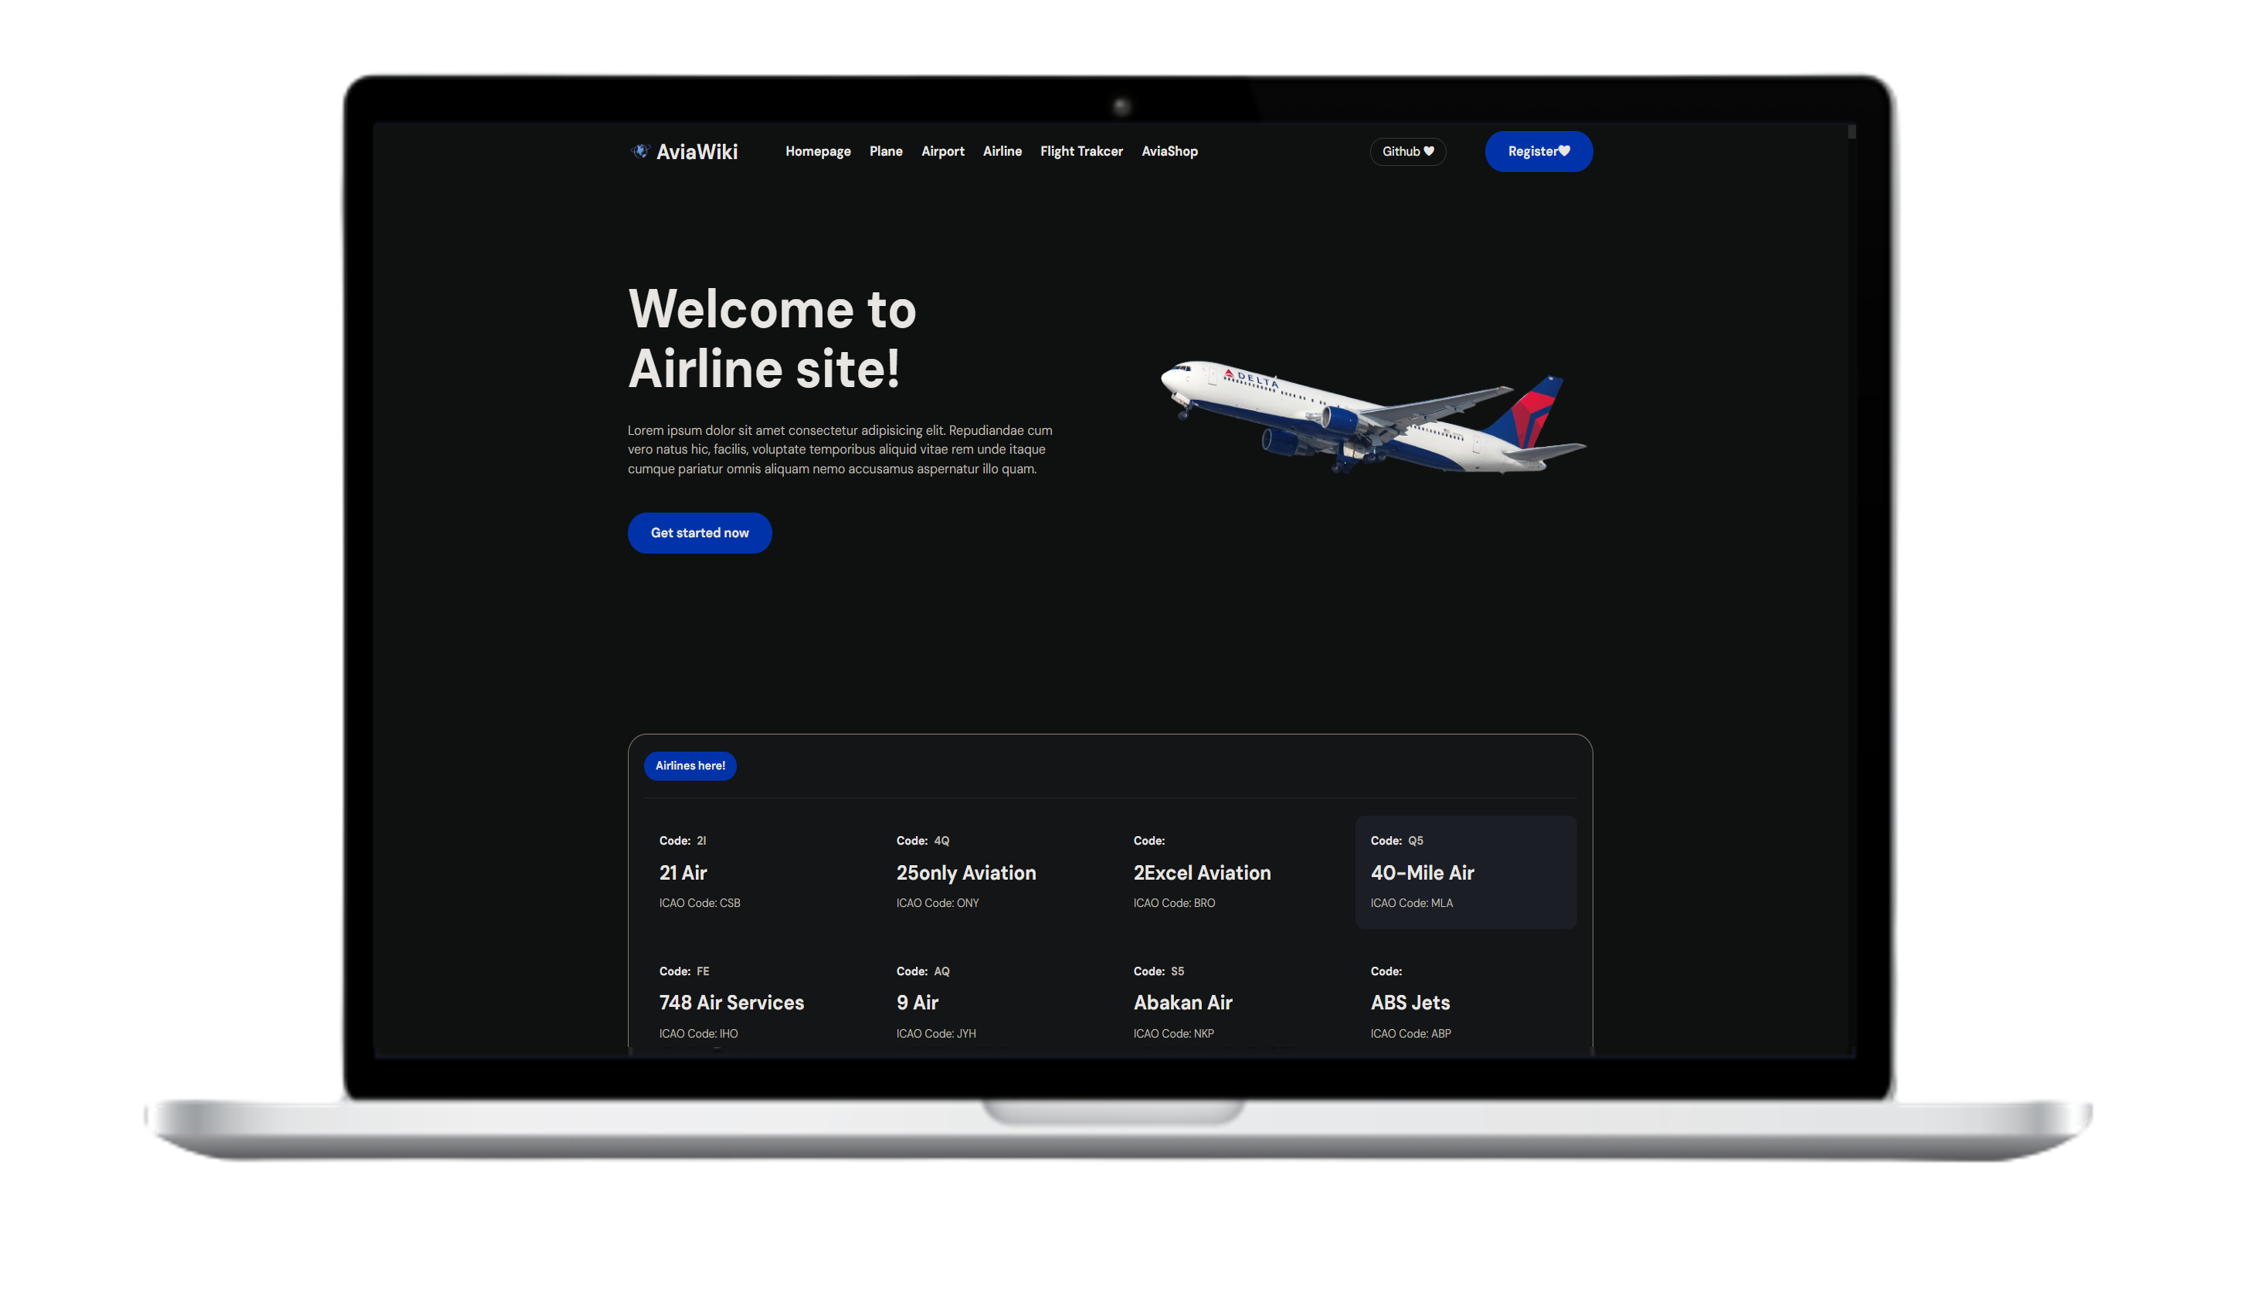 AviaWiki Homepage Plane Airport Airline Flight Trakcer AviaShop Github Register
Welcome to
Airline site!
DELTA
Lorem ipsum dolor sit amet consectetur adipisicing elit. Repudiandae cum
vero natus hic, facilis, voluptate temporibus aliquid vitae rem unde itaque
cumque pariatur omnis aliquam nemo accusamus aspernatur illo quam.
Get started now
Airlines here!
Code: 2I
21 Air
ICAO Code: CSB
Code: 4Q
25only Aviation
ICAO Code: ONY
Code:
2Excel Aviation
ICAO Code: BRO
Code: Q5
40-Mile Air
ICAO Code: MLA
Code: FE
748 Air Services
ICAO Code: IHO
Code: AQ
9 Air
ICAO Code: JYH
Code: S5
Abakan Air
ICAO Code: NKP
Code:
ABS Jets
ICAO Code: ABP